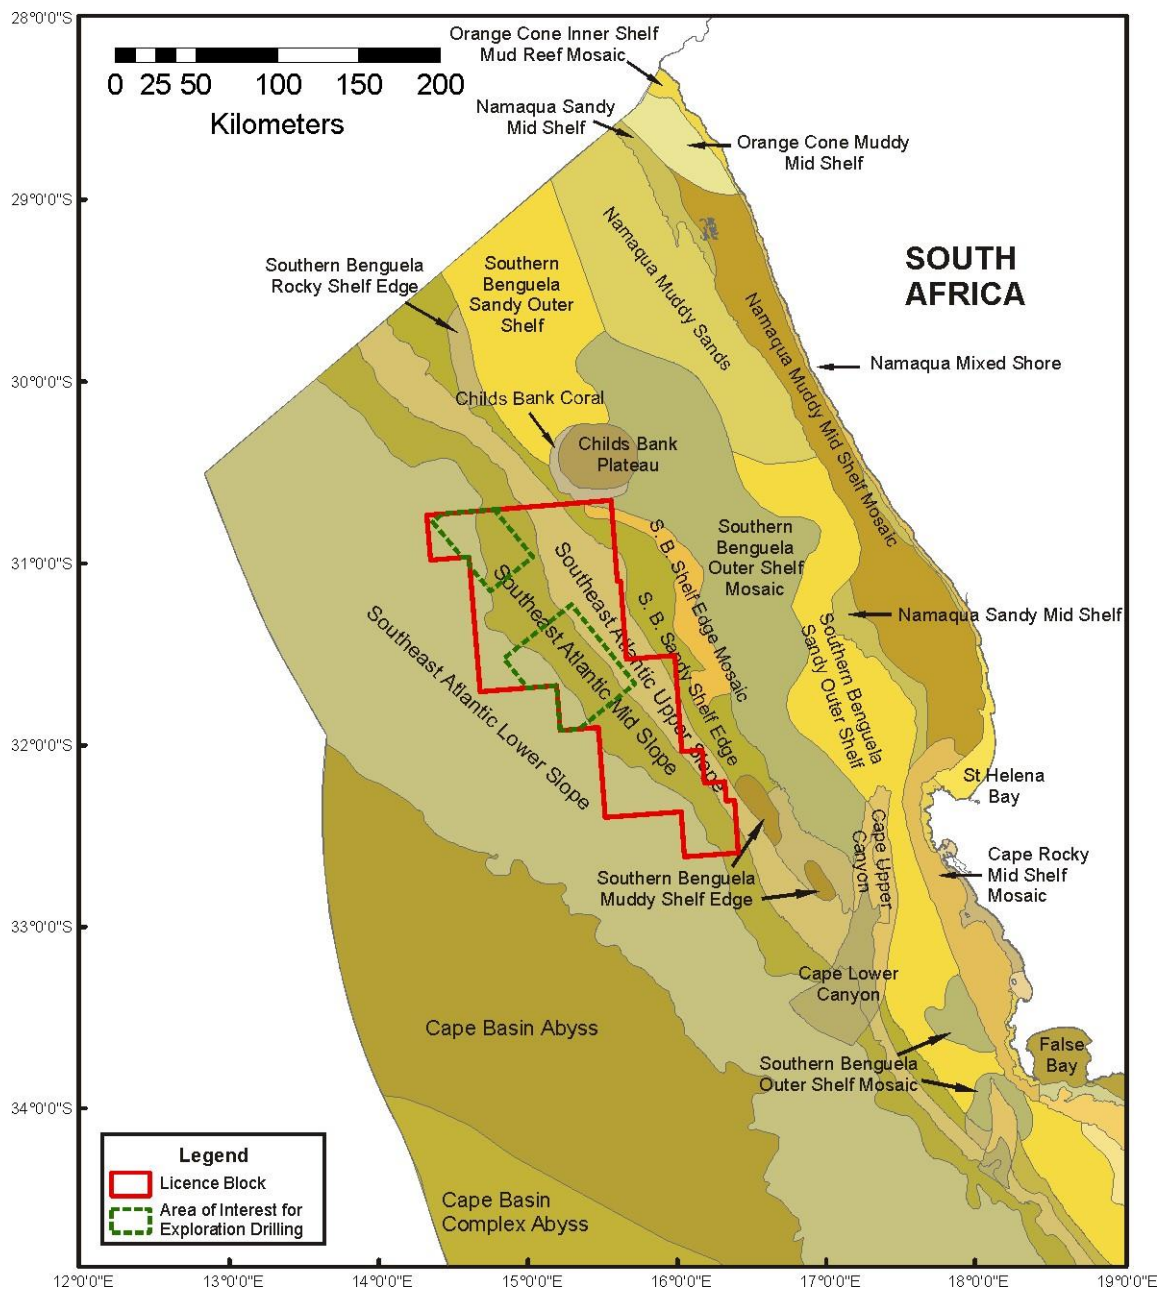 28°0'0"S
29°0'0"S
30°0'0"S
31°0'0"S
32°0'0"S
33°0'0"S
34°0'0"S
0 25 50 100 150 200
Kilometers
Orange Cone Inner Shelf
Mud Reef Mosaic
Namaqua Sandy
Mid Shelf
Orange Cone Muddy
Mid Shelf
SOUTH
AFRICA
Southern Benguela
Rocky Shelf Edge
Southern
Benguela
Sandy Outer
Shelf
Namaqua Muddy Sands
Namaqua Muddy Mid Shelf Mosaic
Namaqua Mixed Shore
Childs Bank Coral
Childs Bank
Plateau
Southern
Benguela
Outer Shelf
Mosaic
S. B. Shelf Edge Mosaic
S. B. Sandy Shelf Edge
Southeast Atlantic Upper Slope
Southeast Atlantic Mid Slope
Southeast Atlantic Lower Slope
Namaqua Sandy Mid Shelf
Southern Benguela
Sandy Outer Shelf
St Helena
Bay
Cape Rocky
Mid Shelf
Mosaic
Cape Upper
Canyon
Southern Benguela
Muddy Shelf Edge
Cape Lower
Canyon
Cape Basin Abyss
Southern Benguela
Outer Shelf Mosaic
False
Bay
Cape Basin
Complex Abyss
Legend
Licence Block
Area of Interest for
Exploration Drilling
12°0'0"E 13°0'0"E 14°0'0"E 15°0'0"E 16°0'0"E 17°0'0"E 18°0'0"E 19°0'0"E